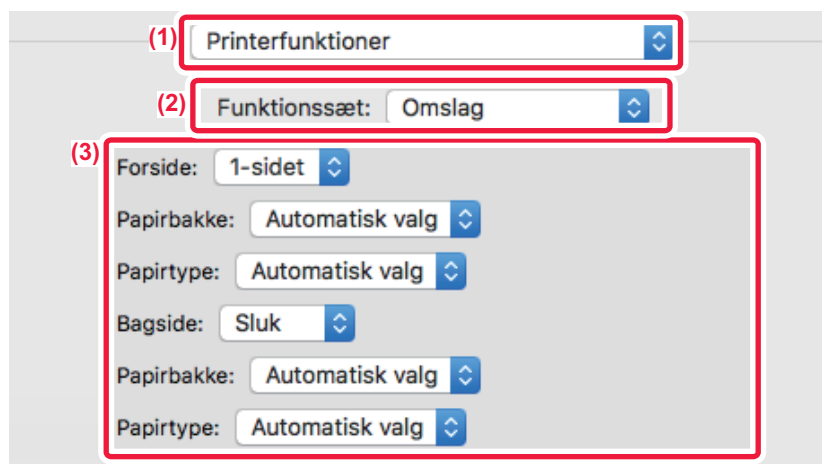 (1) Printerfunktioner
(2) Funktionssæt: Omslag
(3)
Forside: 1-sidet
Papirbakke: Automatisk valg
Papirtype: Automatisk valg
Bagside: Sluk
Papirbakke: Automatisk valg
Papirtype: Automatisk valg